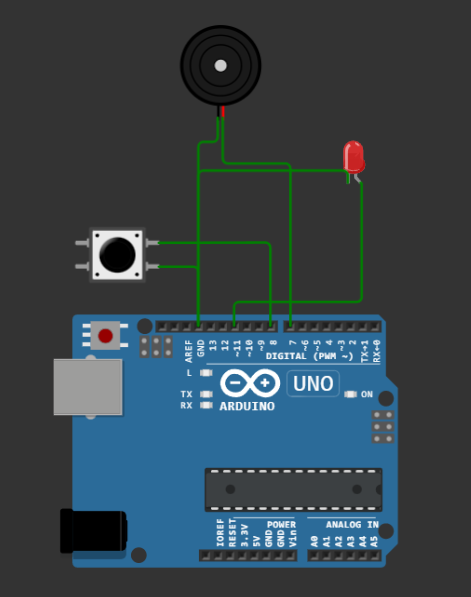 AREF
GND
13
12
~11
~10
~9
8
7
~6
~5
4
~3
2
TX→1
RX←0
DIGITAL (PWM ~)
L
TX
RX
ARDUINO
UNO
ON
IOREF
RESET
3.3V
5V
GND
GND
Vin
POWER
ANALOG IN
A0
A1
A2
A3
A4
A5